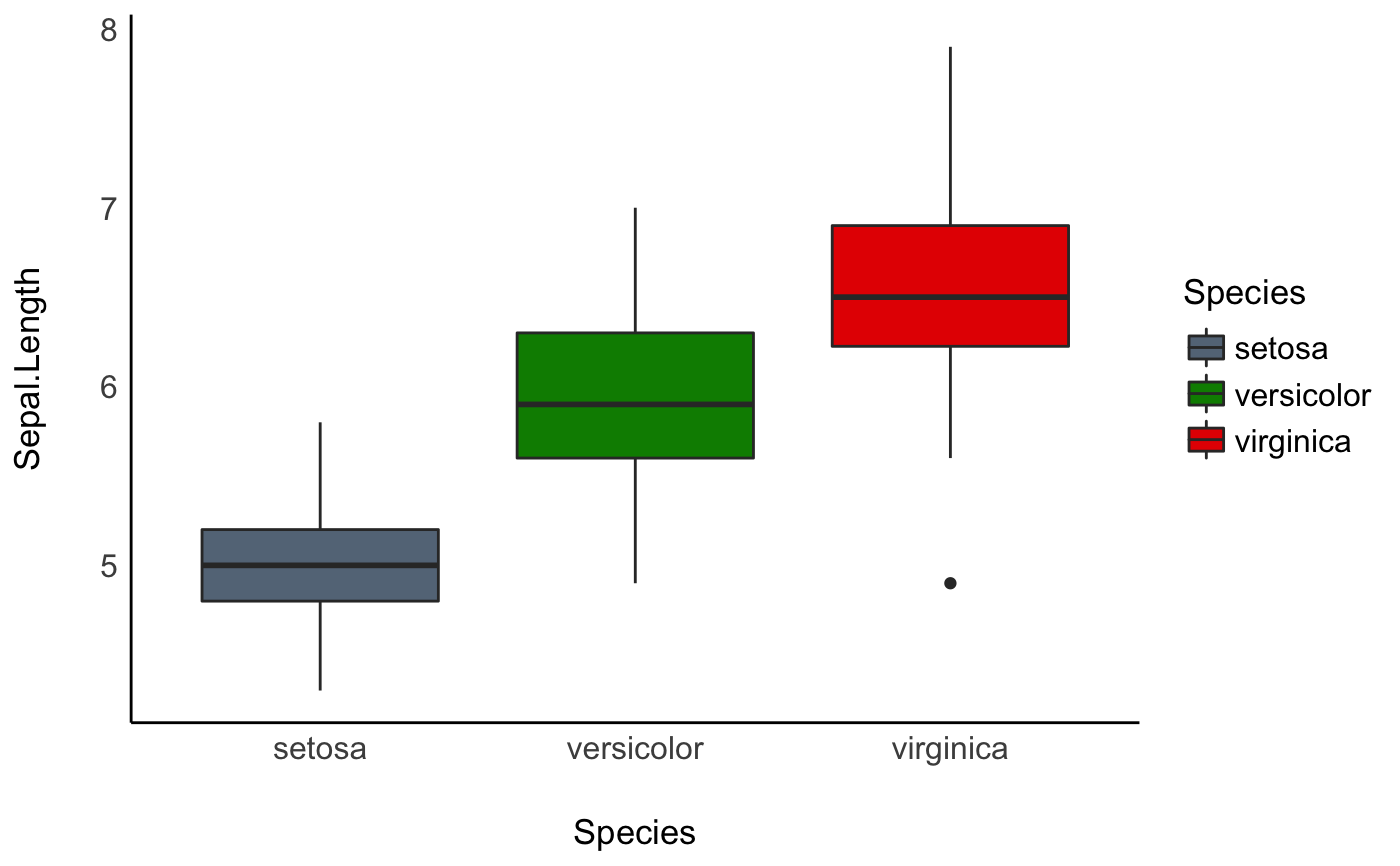 Sepal.Length
8
7
6
5
setosa
versicolor
virginica
Species
Species
setosa
versicolor
virginica